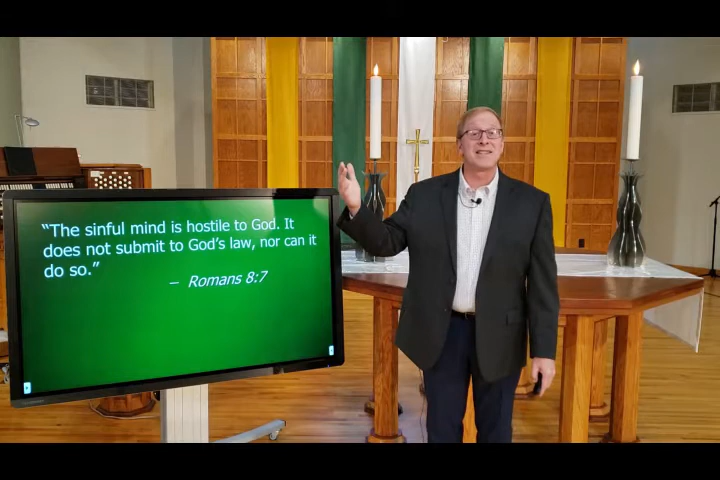 “The sinful mind is hostile to God. It
does not submit to God’s law, nor can it
do so.”
– Romans 8:7